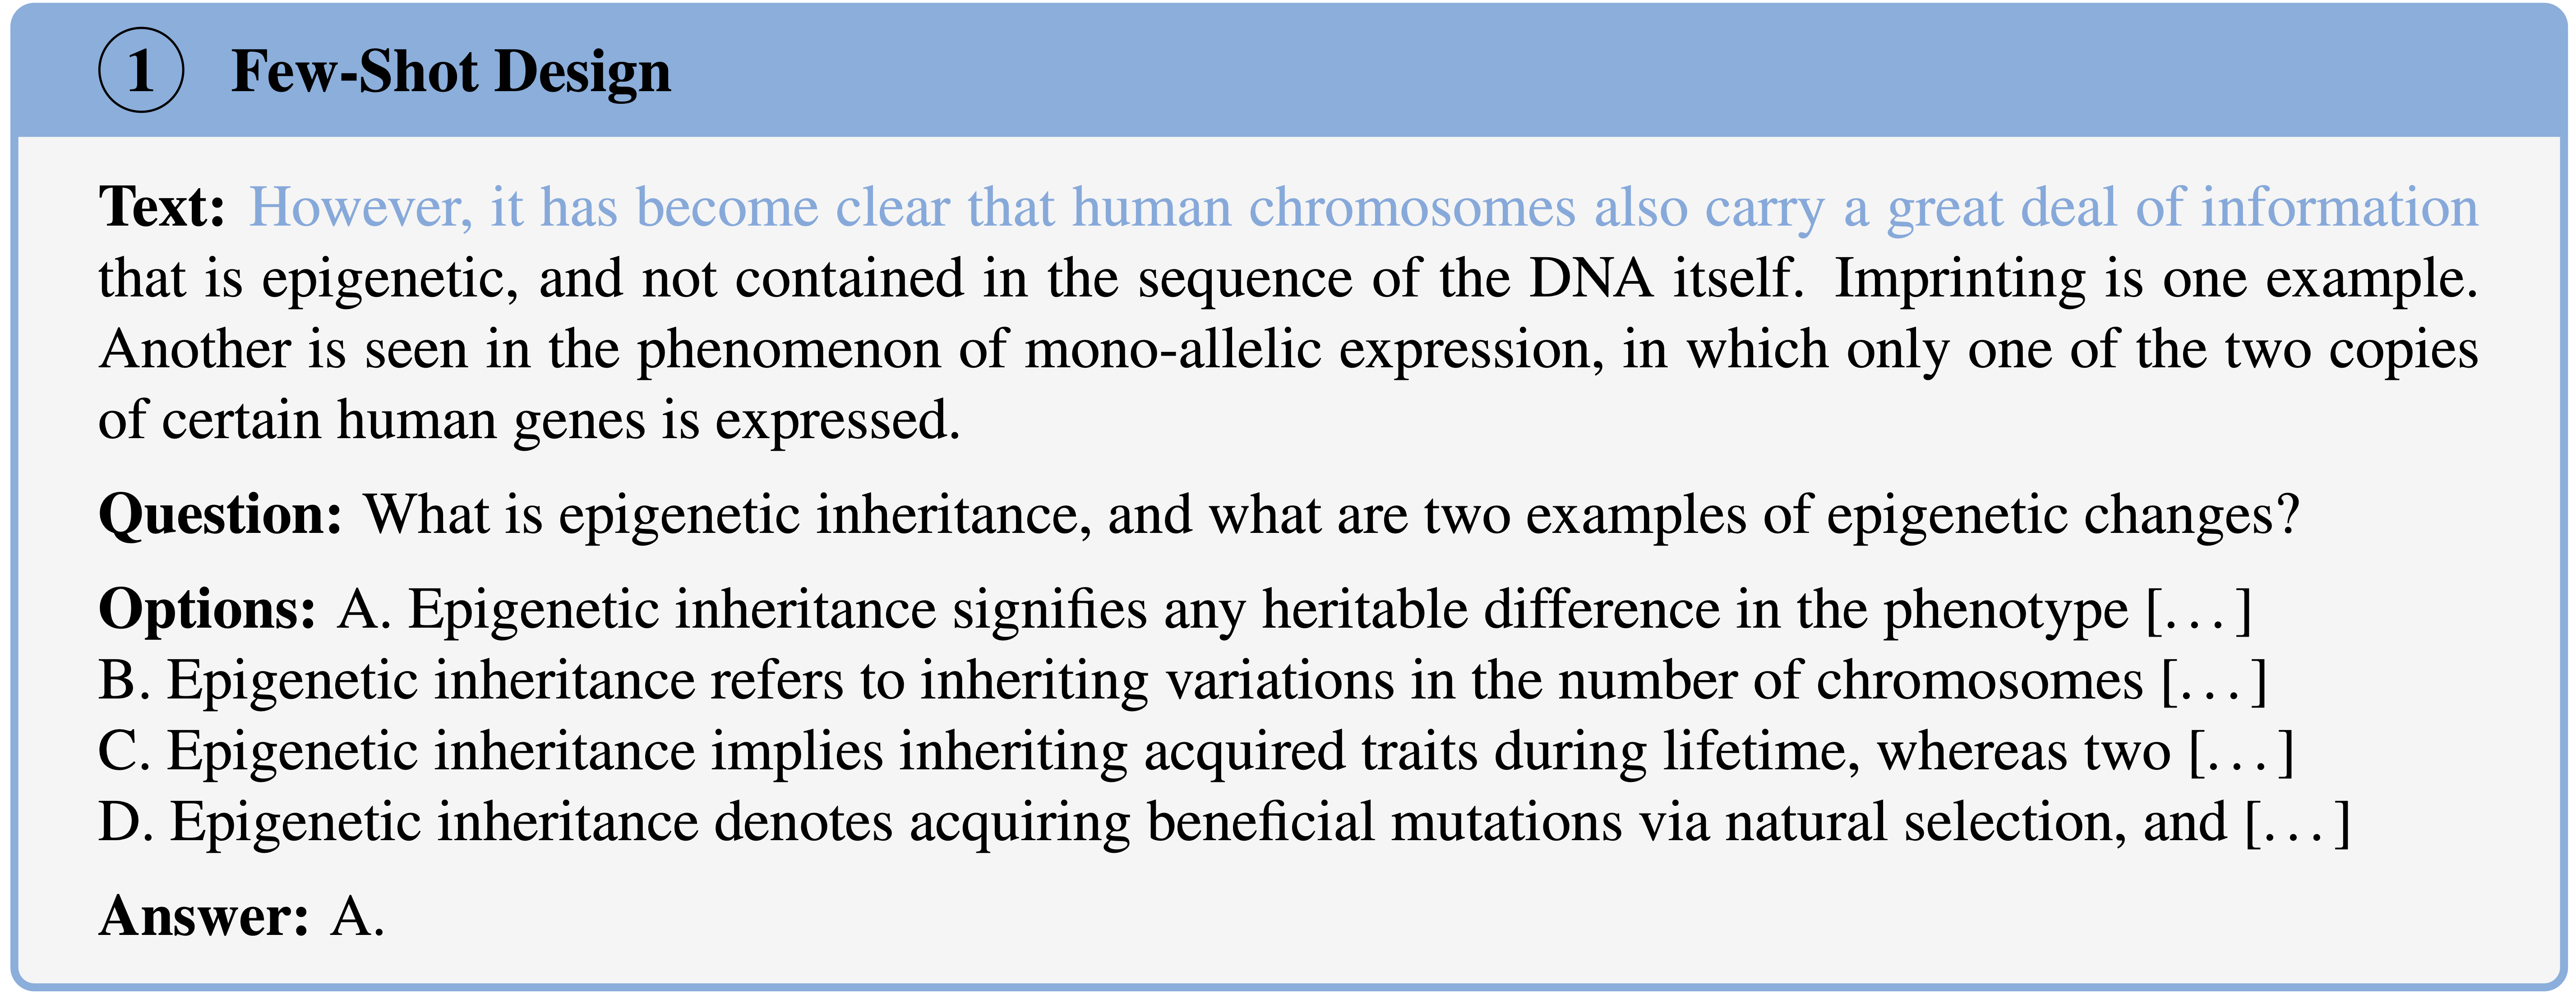 1 Few-Shot Design
Text: However, it has become clear that human chromosomes also carry a great deal of information
that is epigenetic, and not contained in the sequence of the DNA itself. Imprinting is one example.
Another is seen in the phenomenon of mono-allelic expression, in which only one of the two copies
of certain human genes is expressed.
Question: What is epigenetic inheritance, and what are two examples of epigenetic changes?
Options: A. Epigenetic inheritance signifies any heritable difference in the phenotype [...]
B. Epigenetic inheritance refers to inheriting variations in the number of chromosomes [...]
C. Epigenetic inheritance implies inheriting acquired traits during lifetime, whereas two [...]
D. Epigenetic inheritance denotes acquiring beneficial mutations via natural selection, and [...]
Answer: A.